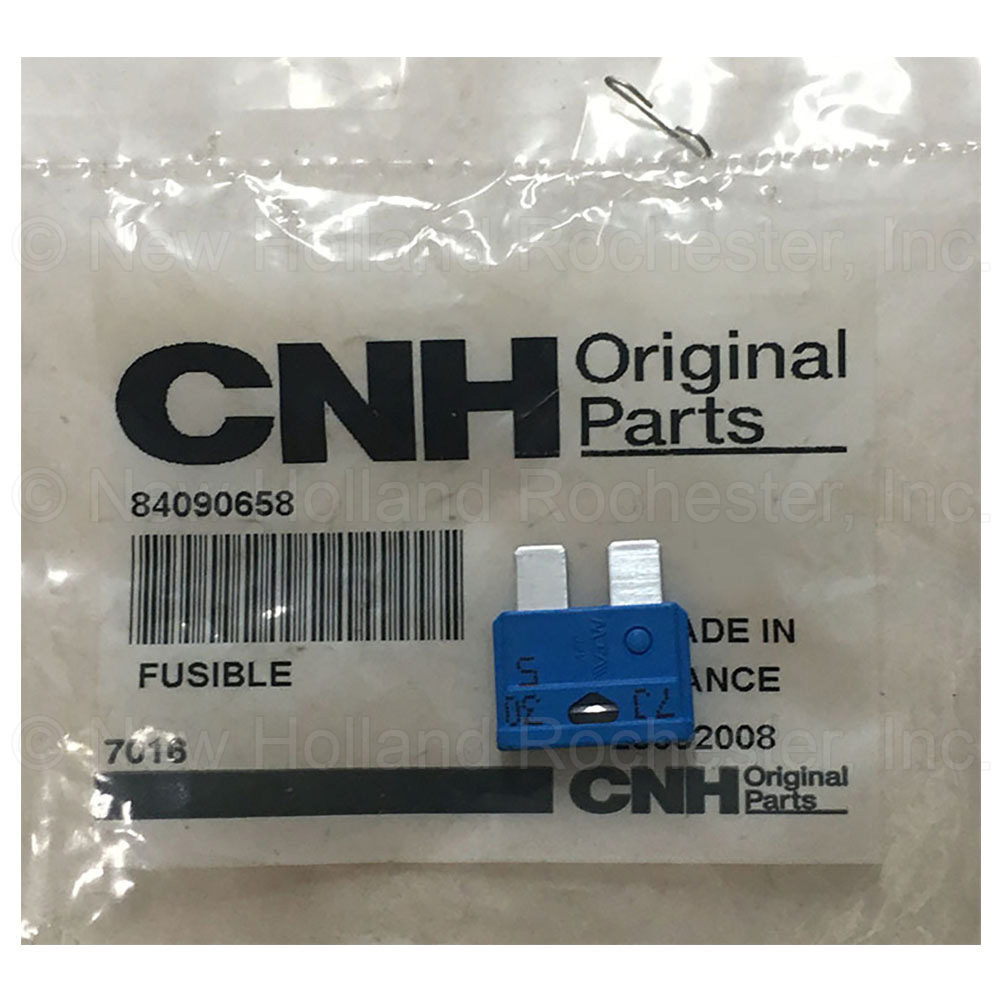 © New Holland Rochester, Inc.
CNH Original Parts
© New Holland Rochester, Inc.
84090658
FUSIBLE
ADE IN
ANCE
7016
2008
© New Holland Rochester, Inc.
CNH Original Parts